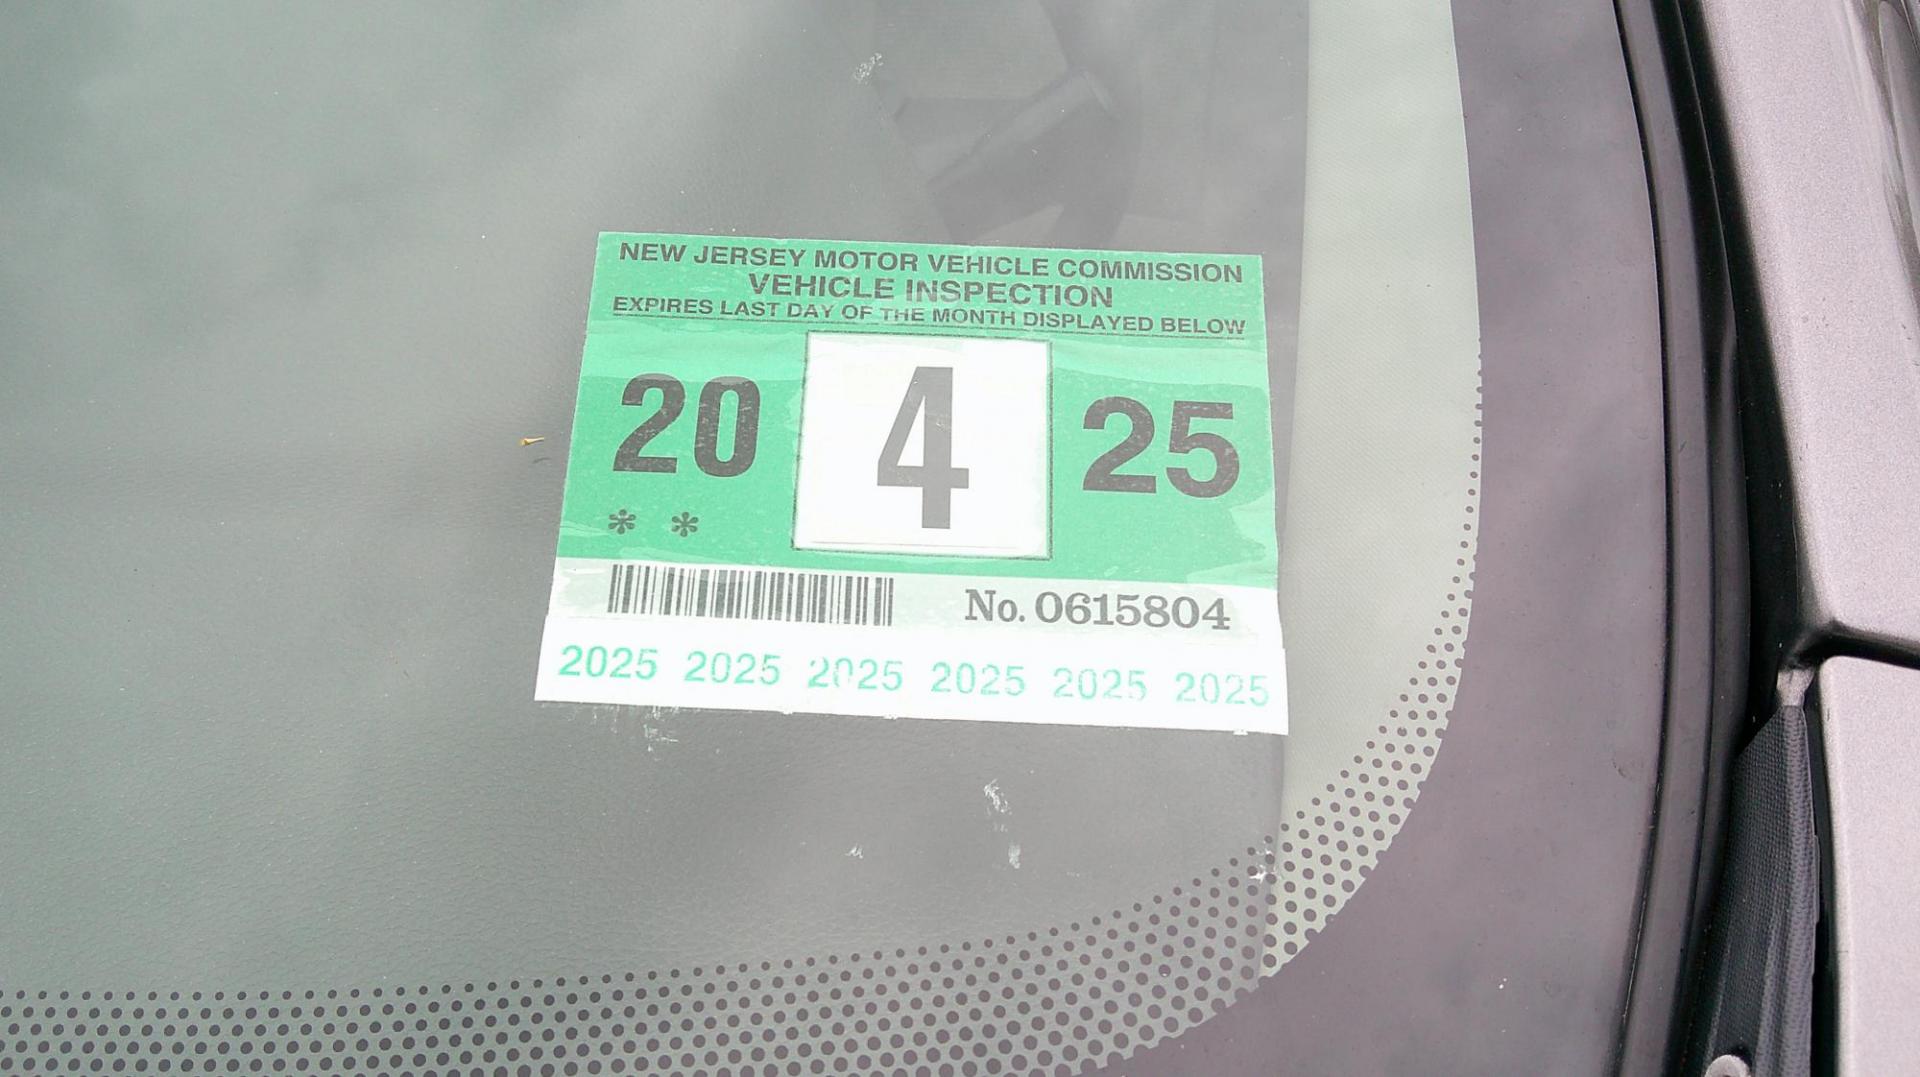 NEW JERSEY MOTOR VEHICLE COMMISSION
VEHICLE INSPECTION
EXPIRES LAST DAY OF THE MONTH DISPLAYED BELOW
20 4 25
* *
No. 0615804
2025 2025 2025 2025 2025 2025